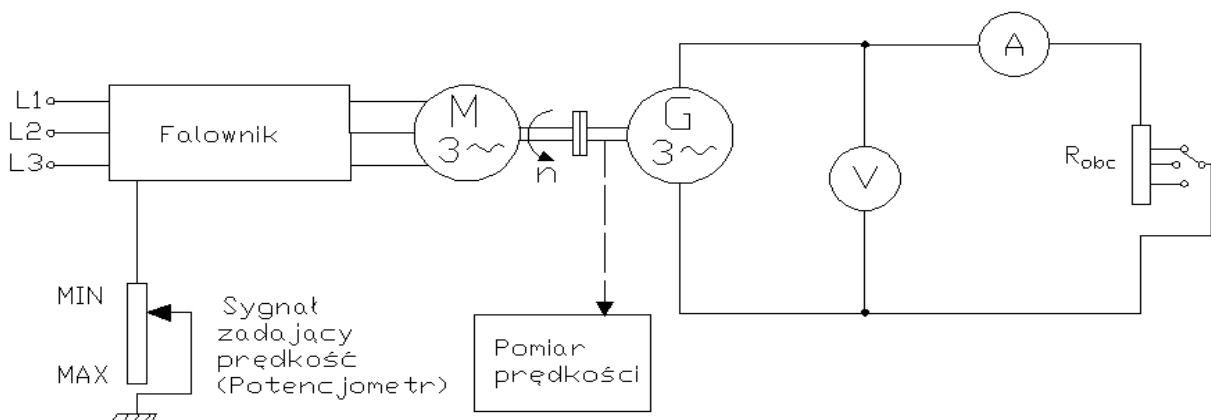 L1
L2
L3
Falownik
M
3~
n
G
3~
A
V
Robc
MIN
MAX
Sygnał
zadający
prędkość
(Potencjometr)
Pomiar
prędkości